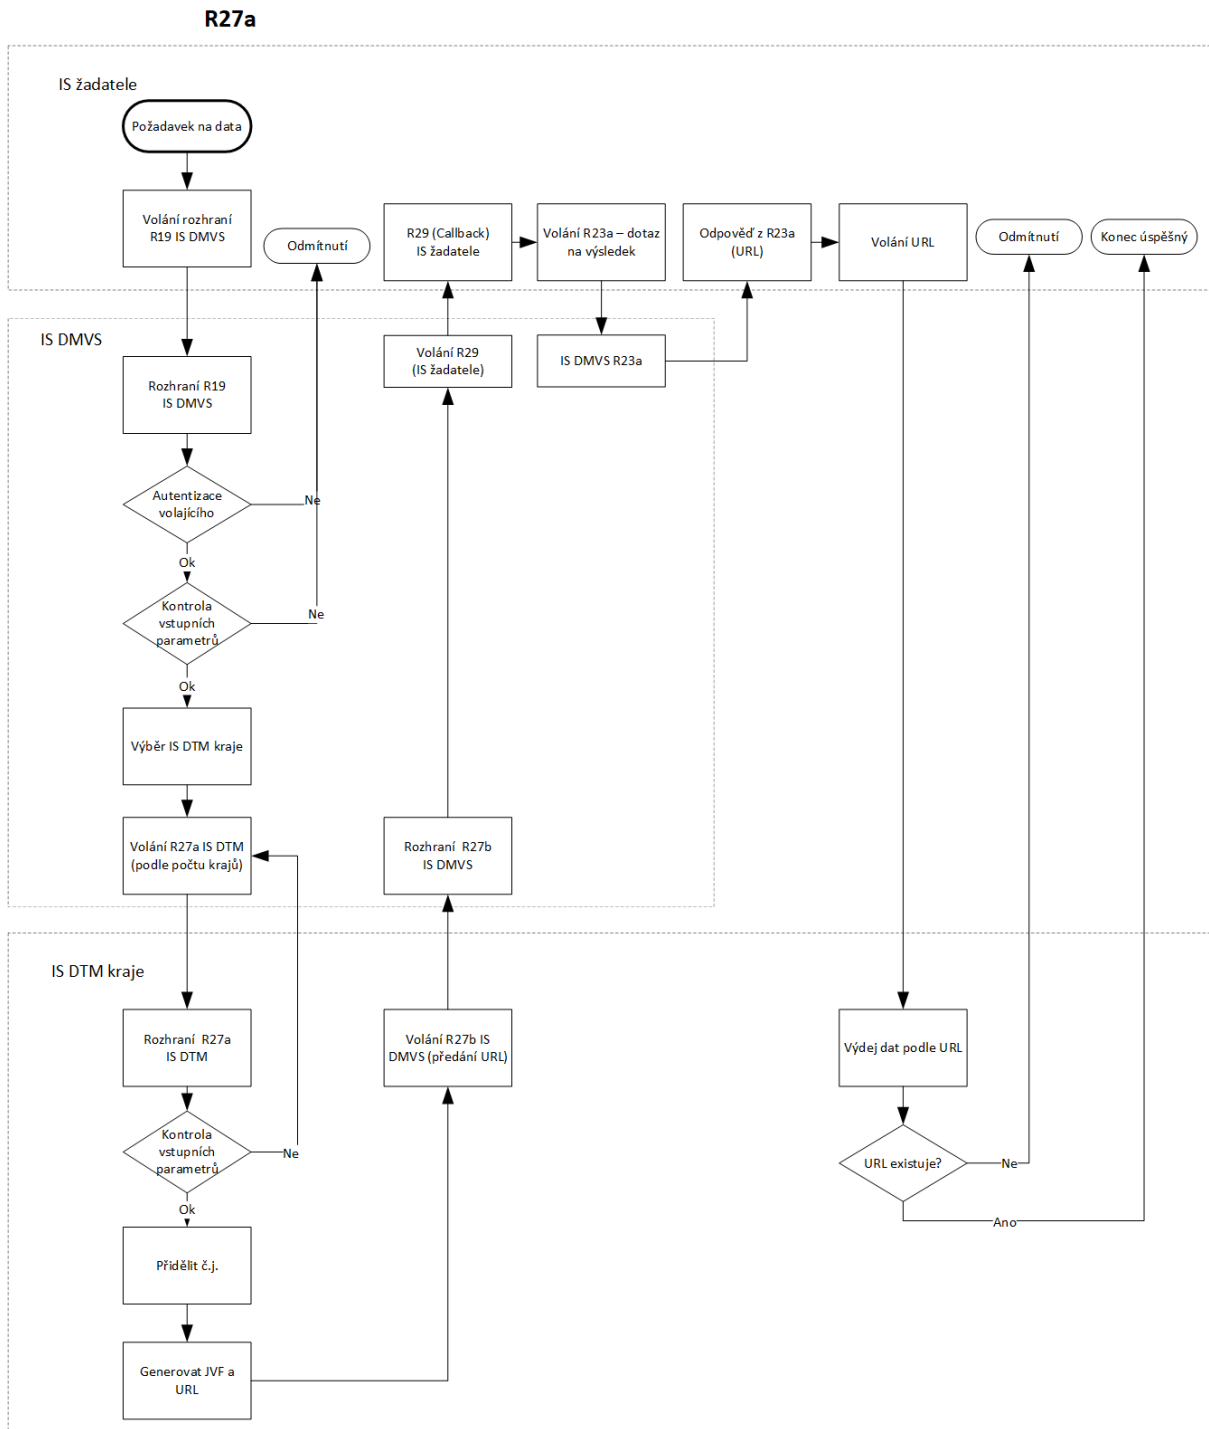 R27a
IS žadatele
Požadavek na data
Volání rozhraní
R19 IS DMVS
Odmítnutí
R29 (Callback)
IS žadatele
Volání R23a – dotaz
na výsledek
Odpověď z R23a
(URL)
Volání URL
Odmítnutí
Konec úspěšný
IS DMVS
Rozhraní R19
IS DMVS
Volání R29
(IS žadatele)
IS DMVS R23a
Autentizace
volajícího
Ne
Ok
Kontrola
vstupních
parametrů
Ne
Ok
Výběr IS DTM kraje
Volání R27a IS DTM
(podle počtu krajů)
Rozhraní R27b
IS DMVS
IS DTM kraje
Rozhraní R27a
IS DTM
Volání R27b IS
DMVS (předání URL)
Výdej dat podle URL
Kontrola
vstupních
parametrů
Ne
URL existuje?
Ne
Ok
Ano
Přidělit č.j.
Generovat JVF a
URL